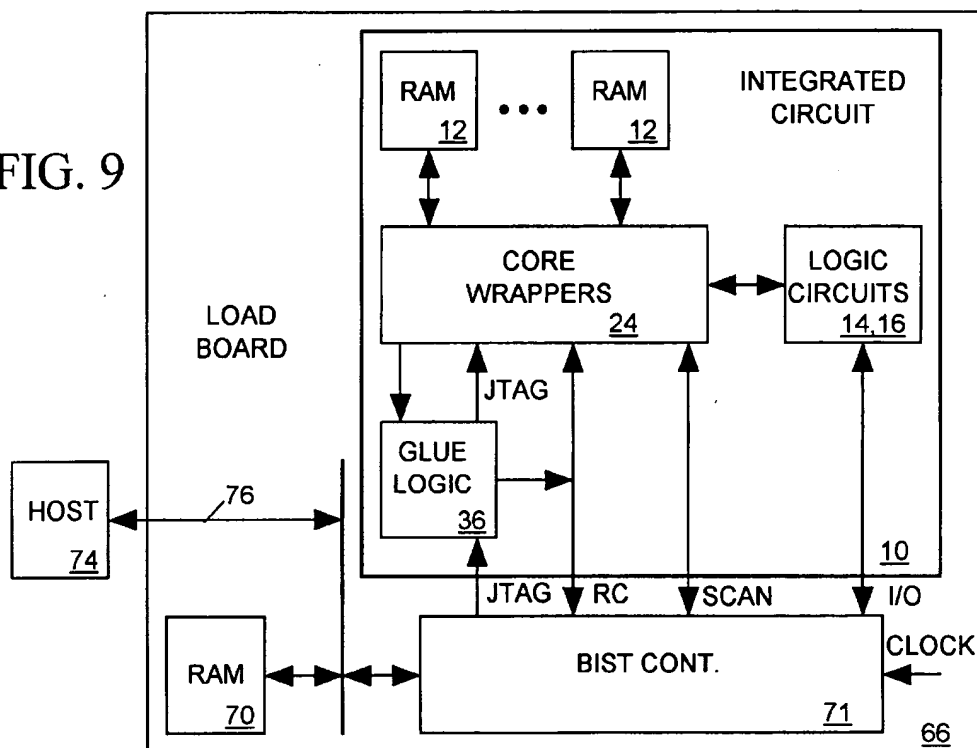 FIG. 9
RAM
12
RAM
12
INTEGRATED
CIRCUIT
CORE
WRAPPERS
24
LOGIC
CIRCUITS
14,16
LOAD
BOARD
JTAG
GLUE
LOGIC
36
HOST
74
76
10
JTAG
RC
SCAN
I/O
RAM
70
BIST CONT.
71
CLOCK
66